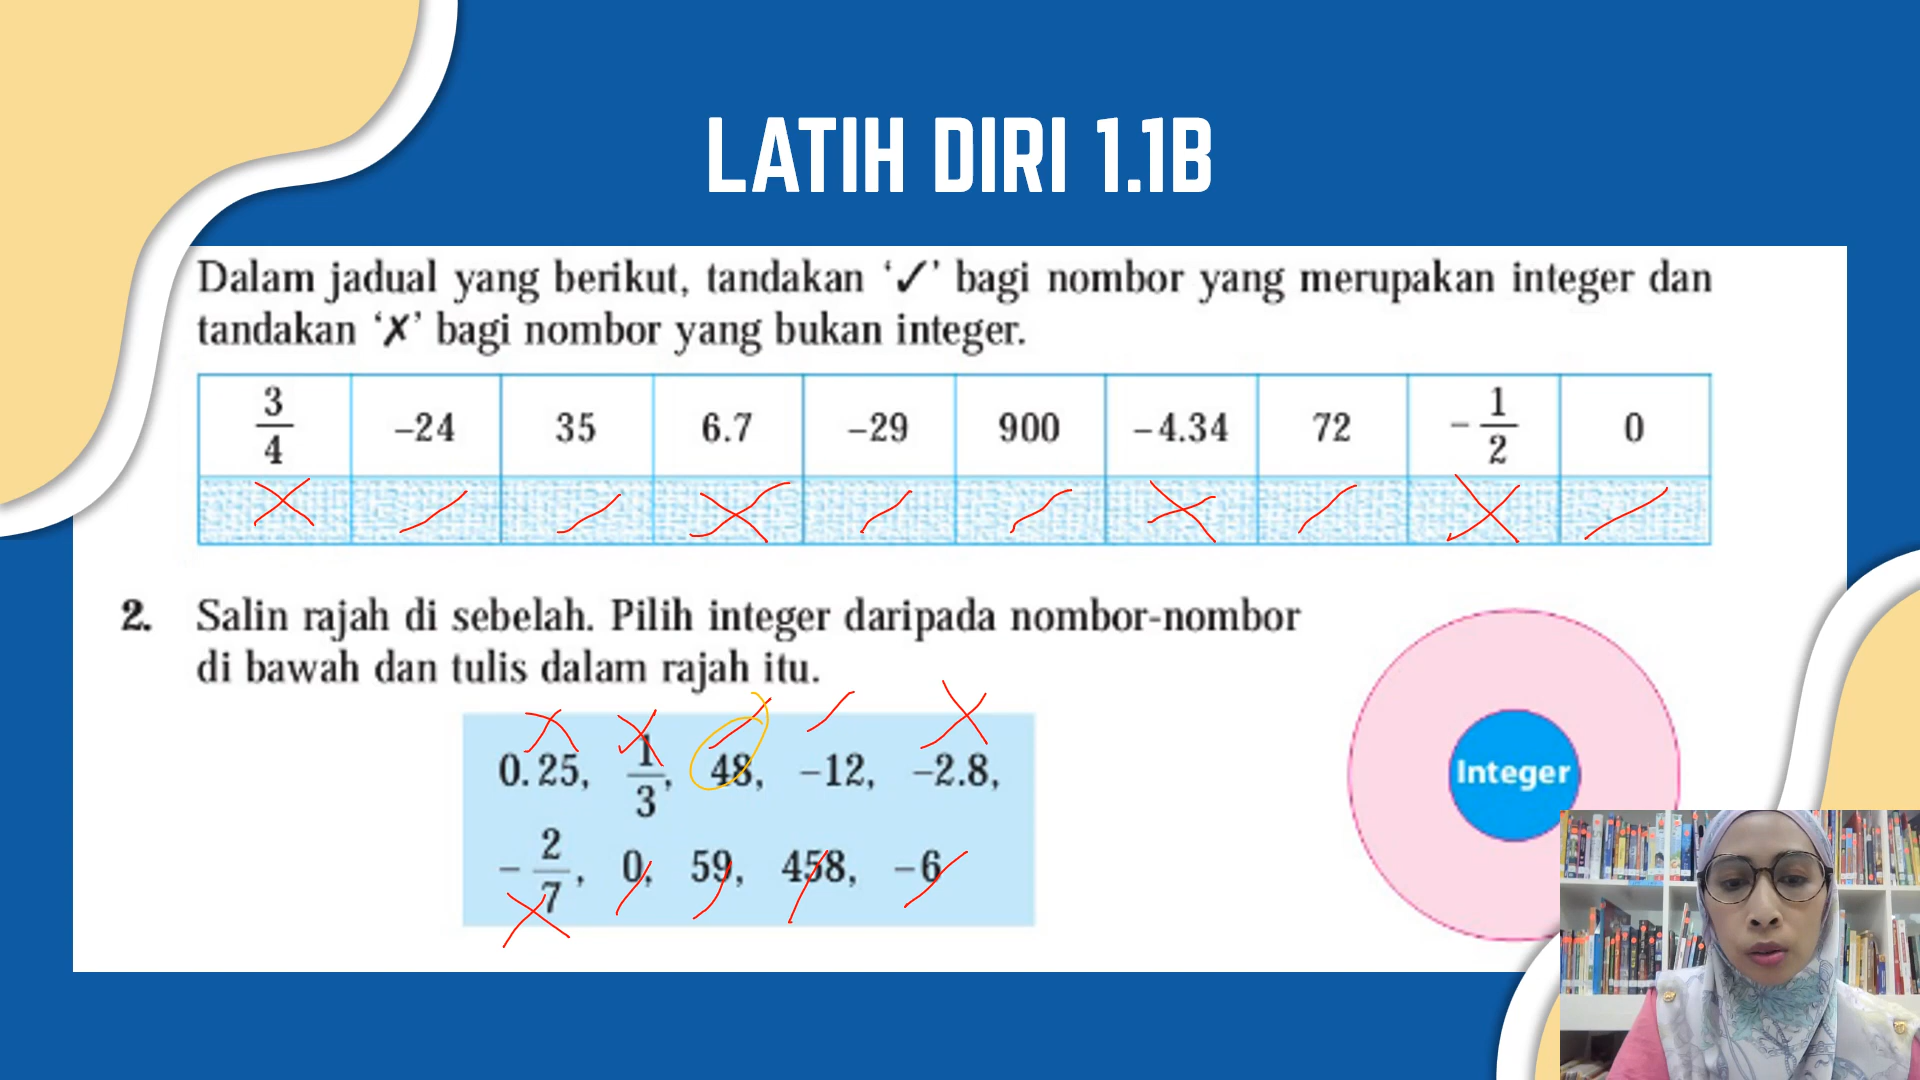 LATIH DIRI 1.1B
Dalam jadual yang berikut, tandakan ‘✓’ bagi nombor yang merupakan integer dan
tandakan ‘✗’ bagi nombor yang bukan integer.
3/4 –24 35 6.7 –29 900 –4.34 72 –1/2 0
✗ / / ✗ / / ✗ / ✗ /
2. Salin rajah di sebelah. Pilih integer daripada nombor-nombor
di bawah dan tulis dalam rajah itu.
0.25, 1/3, 48, –12, –2.8,
–2/7, 0, 59, 458, –6
Integer